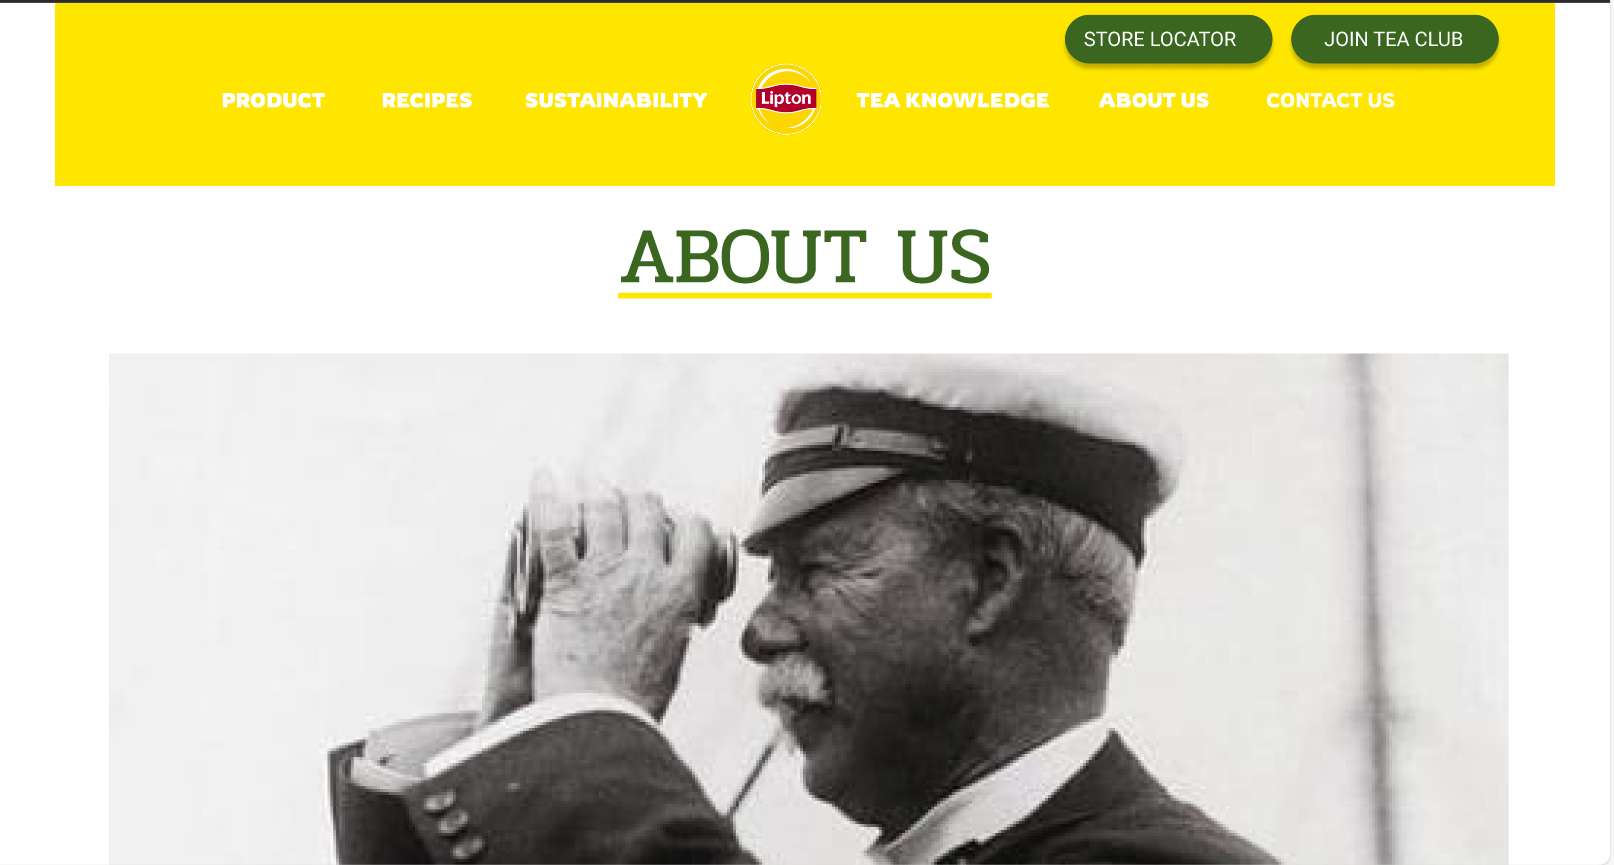 STORE LOCATOR
JOIN TEA CLUB
PRODUCT
RECIPES
SUSTAINABILITY
Lipton
TEA KNOWLEDGE
ABOUT US
CONTACT US
ABOUT US